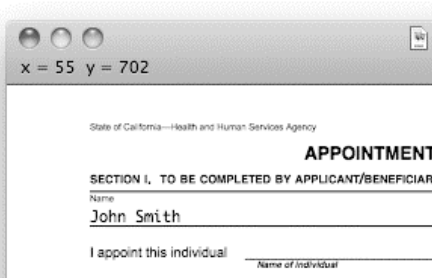 x = 55 y = 702
State of California—Health and Human Services Agency
APPOINTMENT
SECTION I. TO BE COMPLETED BY APPLICANT/BENEFICIAR
Name
John Smith
I appoint this individual
Name of individual